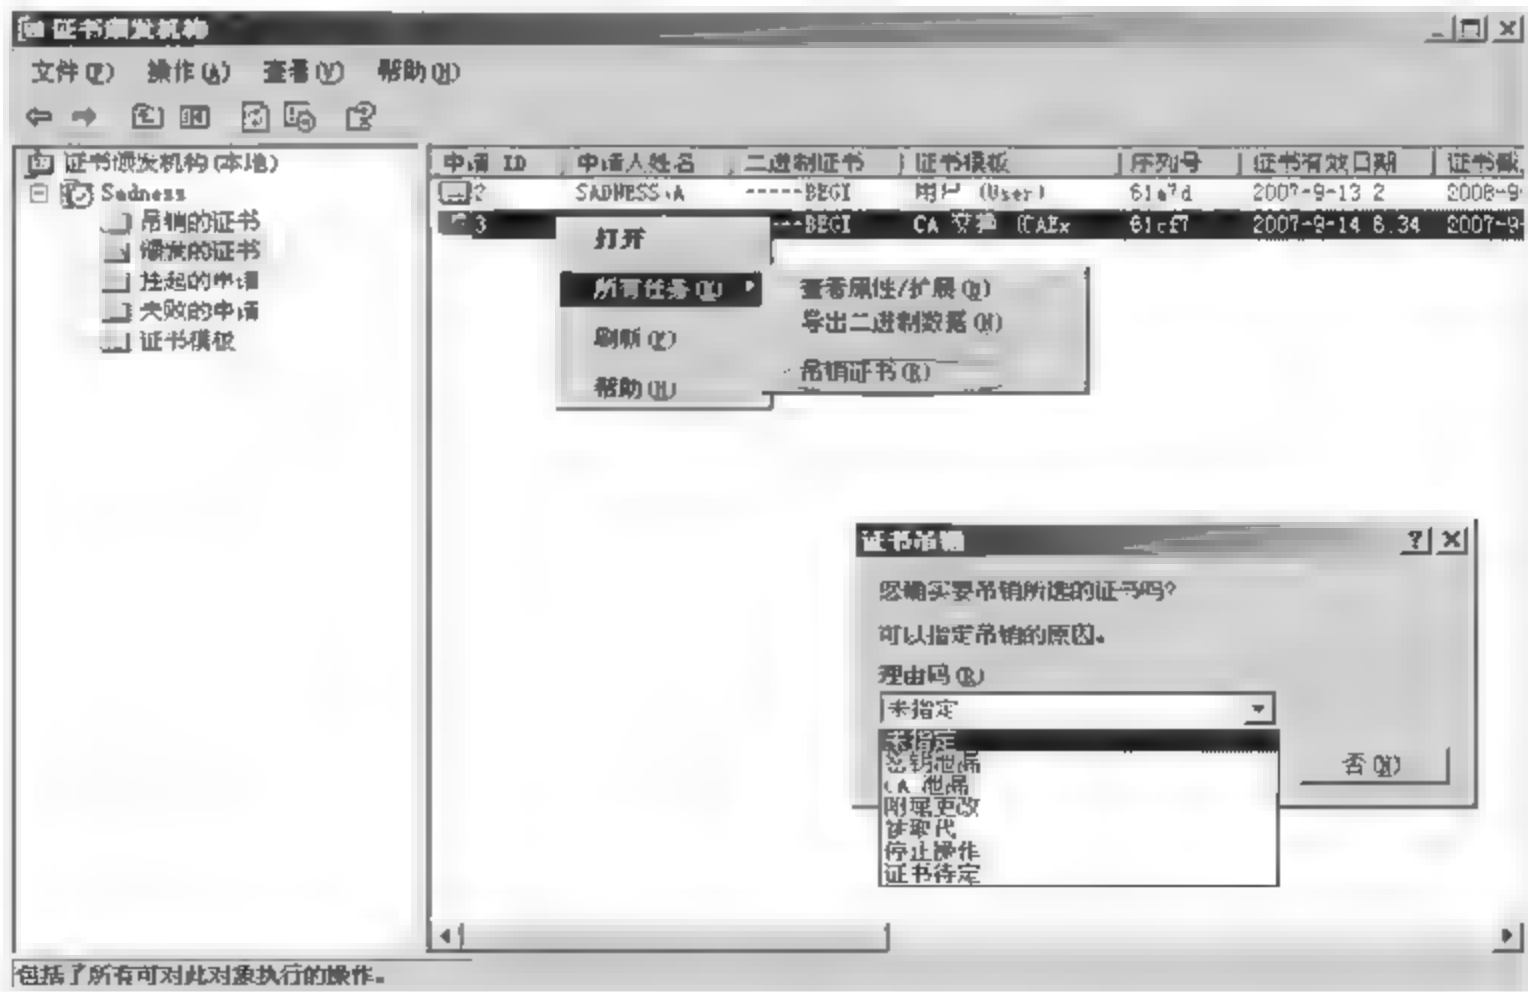 证书颁发机构
文件(F) 操作(A) 查看(V) 帮助(H)
证书颁发机构(本地)
Sadness
吊销的证书
颁发的证书
挂起的申请
失败的申请
证书模板
申请 ID 申请人姓名 二进制证书 证书模板 序列号 证书有效日期 证书截
2 SADNESS\A -----BEGI 用户 (User) 61a7d 2007-9-13 2 2008-9-
3 ----BEGI CA 交换 (CAEx 61cf7 2007-9-14 8:34 2007-9-
打开
所有任务(K)
刷新(F)
帮助(H)
查看属性/扩展(Q)
导出二进制数据(N)
吊销证书(R)
证书吊销
您确实要吊销所选的证书吗?
可以指定吊销的原因。
理由码(R)
未指定
未指定
密钥泄漏
CA 泄漏
附属更改
被取代
停止操作
证书待定
否(N)
包括了所有可对此对象执行的操作。